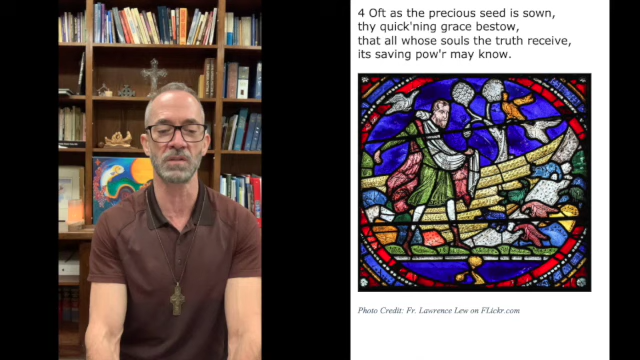 4 Oft as the precious seed is sown,
thy quick'ning grace bestow,
that all whose souls the truth receive,
its saving pow'r may know.
Photo Credit: Fr. Lawrence Lew on FLickr.com